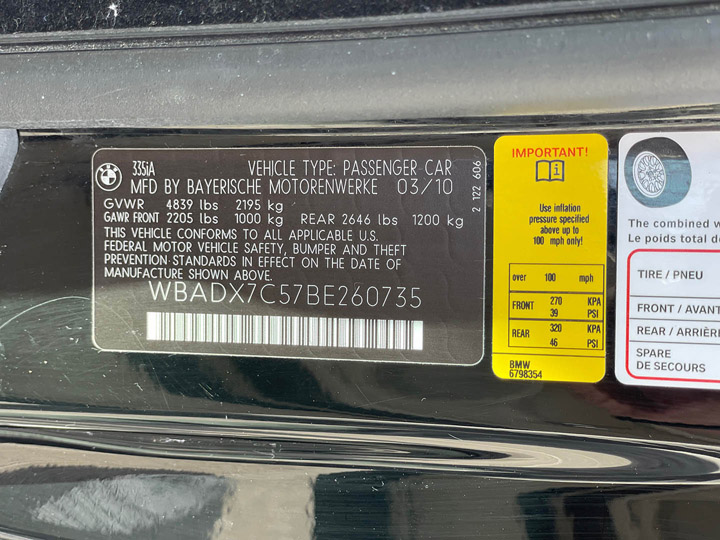 335iA
VEHICLE TYPE: PASSENGER CAR
MFD BY BAYERISCHE MOTORENWERKE 03/10
GVWR 4839 lbs 2195 kg
GAWR FRONT 2205 lbs 1000 kg REAR 2646 lbs 1200 kg
THIS VEHICLE CONFORMS TO ALL APPLICABLE U.S.
FEDERAL MOTOR VEHICLE SAFETY, BUMPER AND THEFT
PREVENTION STANDARDS IN EFFECT ON THE DATE OF
MANUFACTURE SHOWN ABOVE.
WBADX7C57BE260735
2 122 606
IMPORTANT!
Use inflation
pressure specified
above up to
100 mph only!
over 100 mph
FRONT 270 KPA
39 PSI
REAR 320 KPA
46 PSI
BMW
6798354
The combined w
Le poids total d
TIRE / PNEU
FRONT / AVANT
REAR / ARRIÈR
SPARE
DE SECOURS